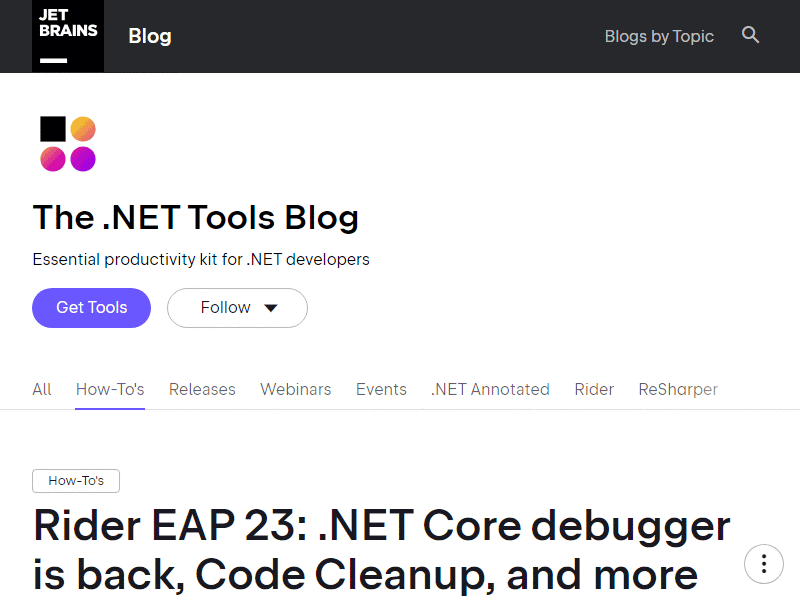 JET
BRAINS
Blog
Blogs by Topic
The .NET Tools Blog
Essential productivity kit for .NET developers
Get Tools
Follow
All How-To's Releases Webinars Events .NET Annotated Rider ReSharper
How-To's
Rider EAP 23: .NET Core debugger
is back, Code Cleanup, and more